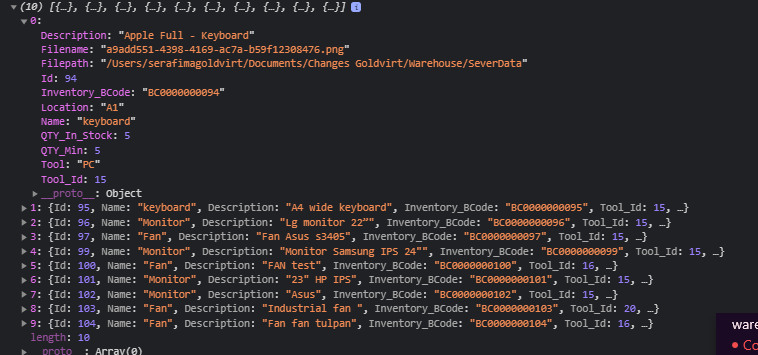 (10) [{…}, {…}, {…}, {…}, {…}, {…}, {…}, {…}, {…}, {…}] i
0:
Description: "Apple Full - Keyboard"
Filename: "a9add551-4398-4169-ac7a-b59f12308476.png"
Filepath: "/Users/serafimagoldvirt/Documents/Changes Goldvirt/Warehouse/SeverData"
Id: 94
Inventory_BCode: "BC0000000094"
Location: "A1"
Name: "keyboard"
QTY_In_Stock: 5
QTY_Min: 5
Tool: "PC"
Tool_Id: 15
__proto__: Object
1: {Id: 95, Name: "keyboard", Description: "A4 wide keyboard", Inventory_BCode: "BC0000000095", Tool_Id: 15, …}
2: {Id: 96, Name: "Monitor", Description: "Lg monitor 22”", Inventory_BCode: "BC0000000096", Tool_Id: 15, …}
3: {Id: 97, Name: "Fan", Description: "Fan Asus s3405", Inventory_BCode: "BC0000000097", Tool_Id: 15, …}
4: {Id: 99, Name: "Monitor", Description: "Monitor Samsung IPS 24"", Inventory_BCode: "BC0000000099", Tool_Id: 15, …}
5: {Id: 100, Name: "Fan", Description: "FAN test", Inventory_BCode: "BC0000000100", Tool_Id: 16, …}
6: {Id: 101, Name: "Monitor", Description: "23" HP IPS", Inventory_BCode: "BC0000000101", Tool_Id: 15, …}
7: {Id: 102, Name: "Monitor", Description: "Asus", Inventory_BCode: "BC0000000102", Tool_Id: 15, …}
8: {Id: 103, Name: "Fan", Description: "Industrial fan ", Inventory_BCode: "BC0000000103", Tool_Id: 20, …}
9: {Id: 104, Name: "Fan", Description: "Fan fan tulpan", Inventory_BCode: "BC0000000104", Tool_Id: 16, …}
length: 10
__proto__: Array(0)
ware
Co